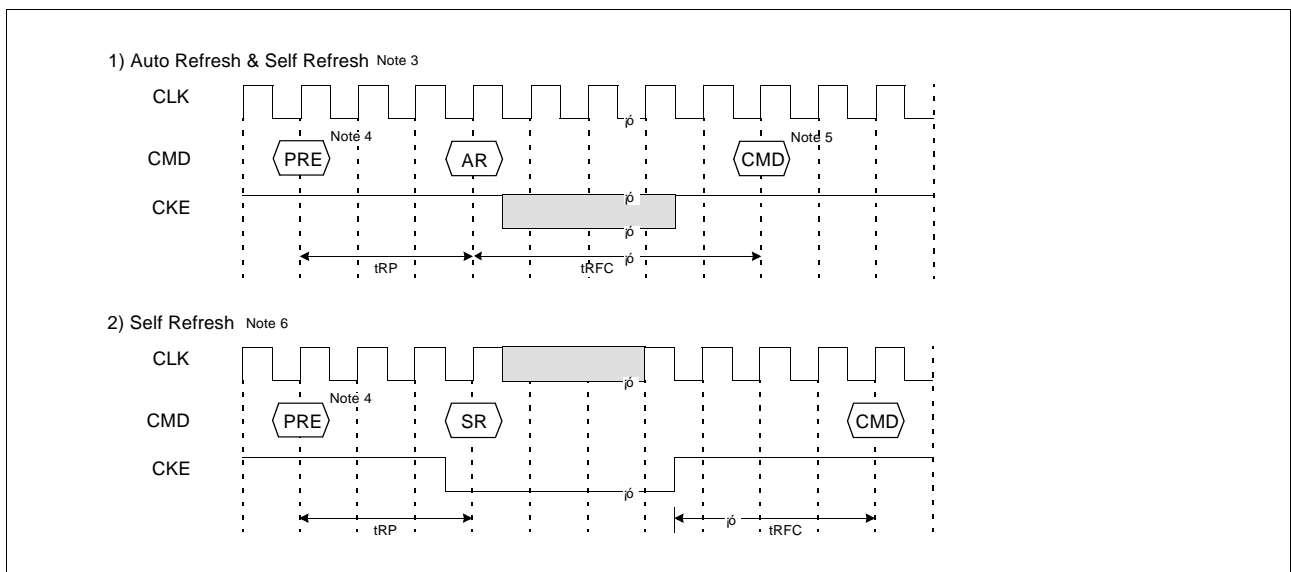 1) Auto Refresh & Self Refresh Note 3
CLK
¡ó
CMD
PRE
Note 4
AR
CMD
Note 5
CKE
¡ó
¡ó
tRP
tRFC
¡ó
2) Self Refresh Note 6
CLK
¡ó
CMD
PRE
Note 4
SR
CMD
CKE
¡ó
tRP
¡ó
tRFC